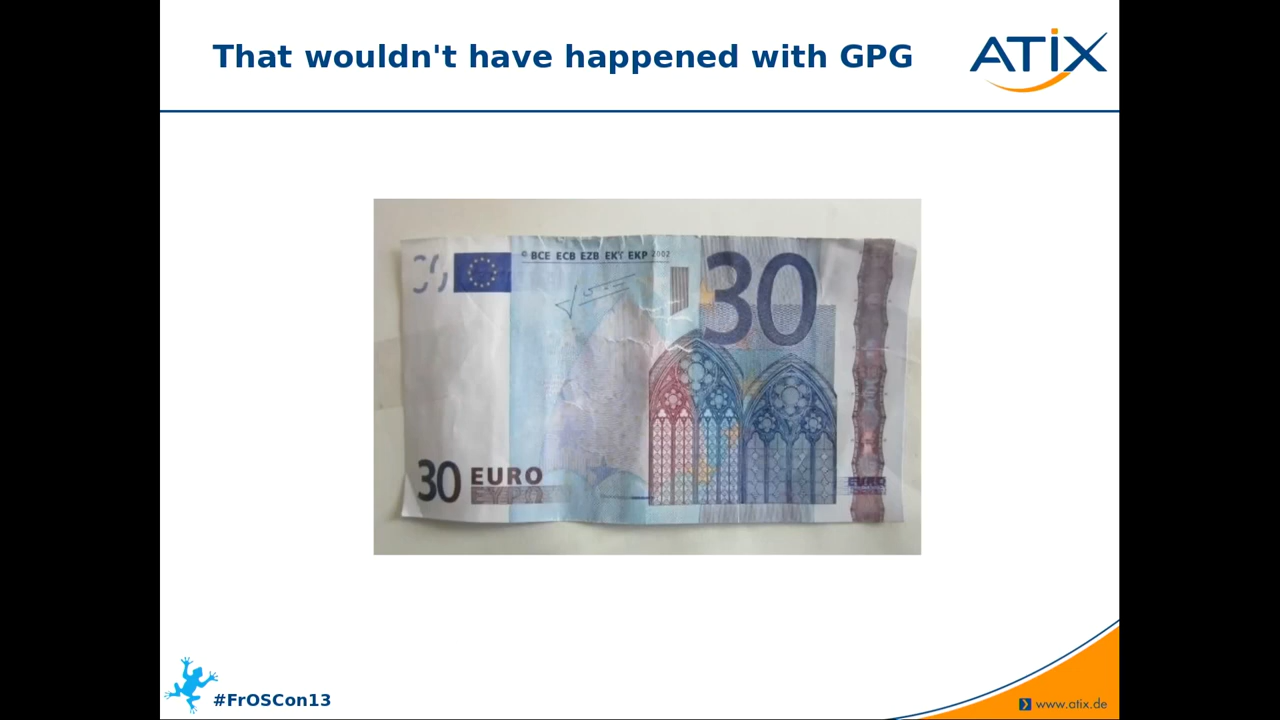 That wouldn't have happened with GPG
ATIX
© BCE ECB EZB EKT EKP 2002
30
30 EURO
ΕΥΡΩ
EURO
#FrOSCon13
www.atix.de